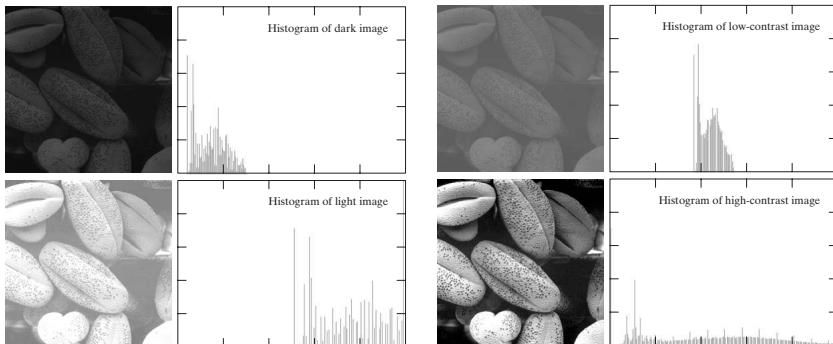 Histogram of dark image
Histogram of low-contrast image
Histogram of light image
Histogram of high-contrast image